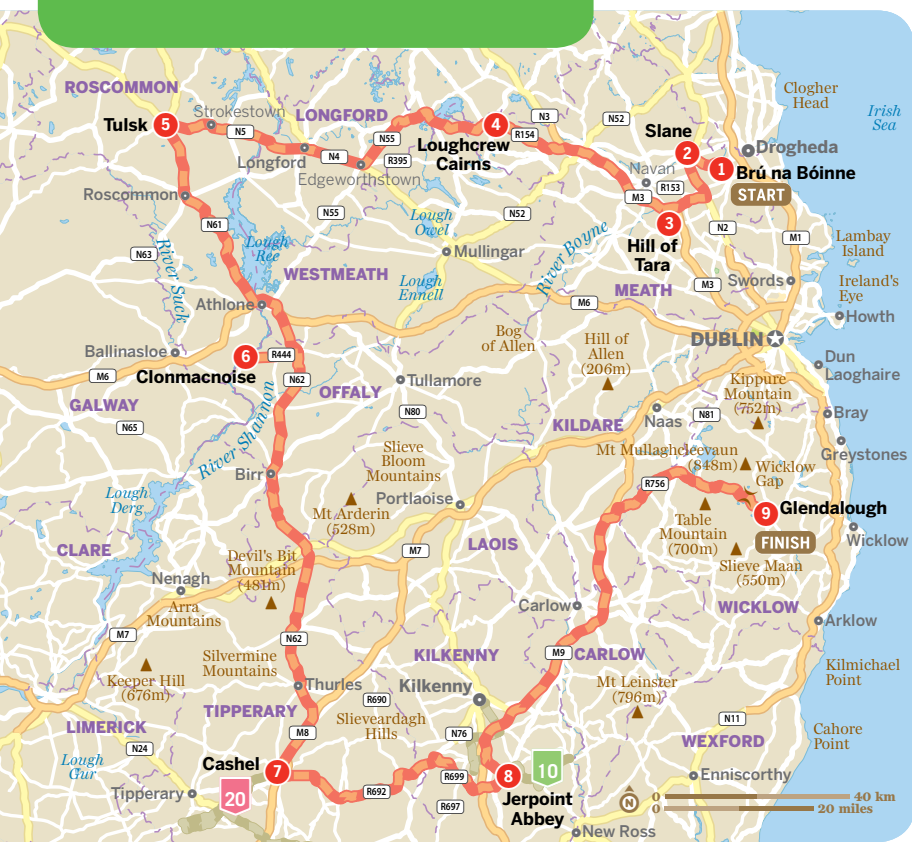 ROSCOMMON
Clogher
Head
Strokestown
LONGFORD
N3
Irish
Sea
Tulsk 5
4
N52
N5
N55
R154
Slane
Loughcrew
Cairns
Drogheda
Longford
N4
R395
2
Navan
1
Brú na Bóinne
Edgeworthstown
R153
START
Roscommon
M3
N55
Lough
Owel
N52
3
N61
Hill of
Tara
N2
M1
Lambay
Island
River Suck
N63
Lough
Ree
Mullingar
River Boyne
WESTMEATH
Lough
Ennell
MEATH
M3
Swords
Ireland's
Eye
Athlone
M6
Howth
Bog
of Allen
Hill of
Allen
(206m)
DUBLIN
Ballinasloe
6
R444
Dun
Laoghaire
M6
Clonmacnoise
N62
Tullamore
Kippure
Mountain
(752m)
OFFALY
GALWAY
N80
Naas
N81
Bray
N65
River Shannon
KILDARE
Slieve
Bloom
Mountains
Mt Mullaghcleevaun
(848m)
Greystones
Birr
Wicklow
Gap
R756
Lough
Derg
Portlaoise
Mt Arderin
(528m)
9
Glendalough
Table
Mountain
(700m)
FINISH
Wicklow
CLARE
M7
LAOIS
Devil's Bit
Mountain
(481m)
Slieve Maan
(550m)
Nenagh
Carlow
WICKLOW
Arra
Mountains
Arklow
M7
N62
Silvermine
Mountains
KILKENNY
M9
CARLOW
Keeper Hill
(676m)
Kilmichael
Point
Thurles
Kilkenny
Mt Leinster
(796m)
R690
TIPPERARY
Slieveardagh
Hills
LIMERICK
M8
N76
N11
Cahore
Point
N24
WEXFORD
Lough
Gur
Cashel 7
R699
8
10
Enniscorthy
Tipperary
20
R692
R697
Jerpoint
Abbey
N
0 40 km
0 20 miles
New Ross